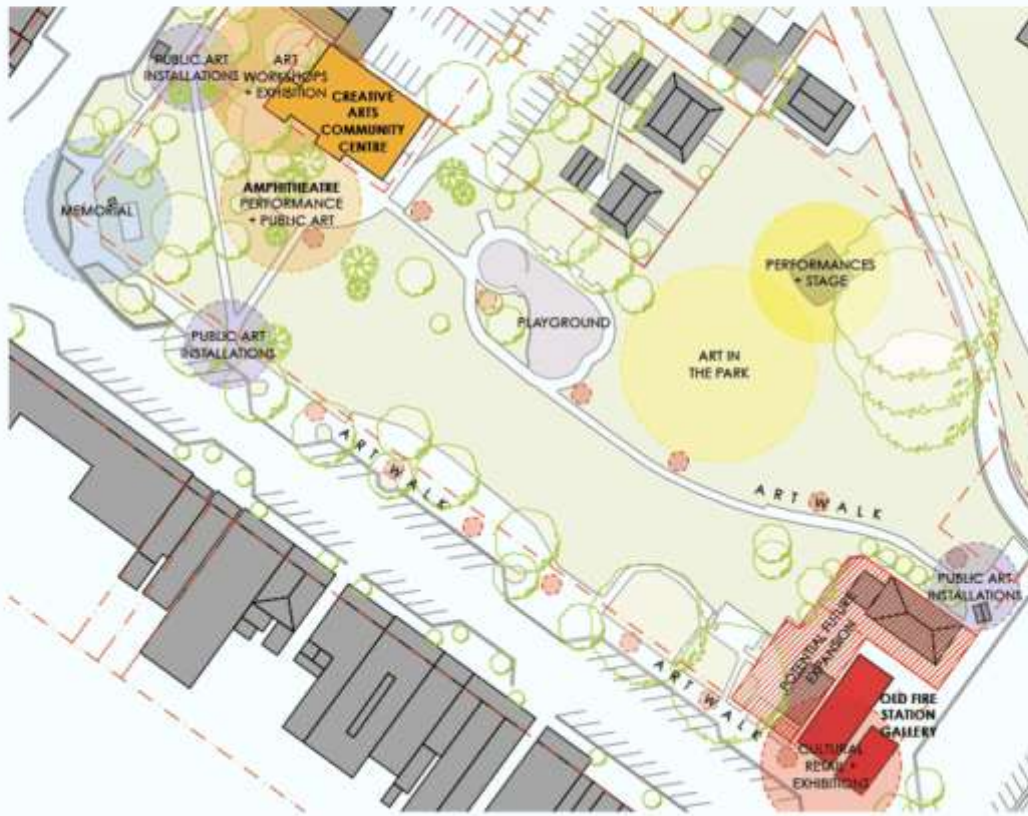 PUBLIC ART
INSTALLATIONS
ART
WORKSHOPS
+ EXHIBITION
CREATIVE
ARTS
COMMUNITY
CENTRE
MEMORIAL
AMPHITHEATRE
PERFORMANCE
+ PUBLIC ART
PERFORMANCES
+ STAGE
PLAYGROUND
PUBLIC ART
INSTALLATIONS
ART IN
THE PARK
ART WALK
ART WALK
PUBLIC ART
INSTALLATIONS
POTENTIAL FUTURE
EXPANSION
ART WALK
OLD FIRE
STATION
GALLERY
CULTURAL
RETAIL +
EXHIBITIONS